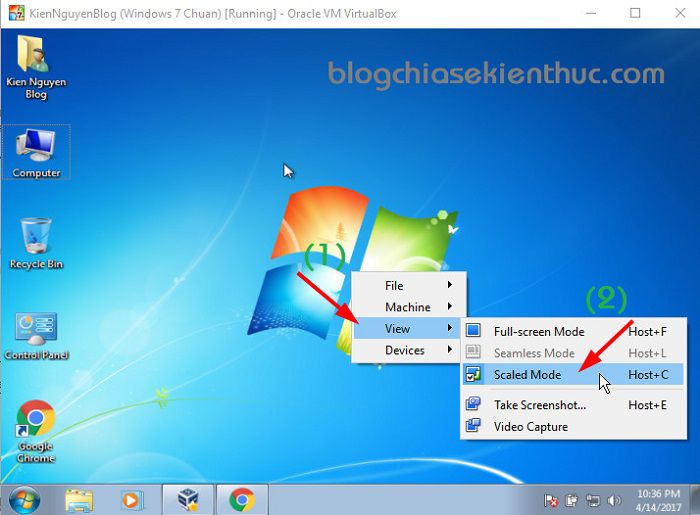 KienNguyenBlog (Windows 7 Chuan) [Running] - Oracle VM VirtualBox
blogchiasekienthuc.com
Kien Nguyen
Blog
Computer
Recycle Bin
Control Panel
Google
Chrome
(1)
File
Machine
View
Devices
(2)
Full-screen Mode Host+F
Seamless Mode Host+L
Scaled Mode Host+C
Take Screenshot... Host+E
Video Capture
10:36 PM
4/14/2017